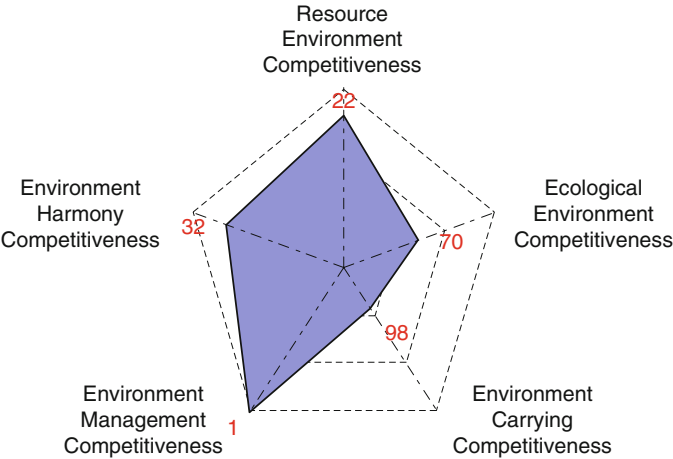 Resource
Environment
Competitiveness
22
Environment
Harmony
Competitiveness
32
Ecological
Environment
Competitiveness
70
98
Environment
Management
Competitiveness
1
Environment
Carrying
Competitiveness